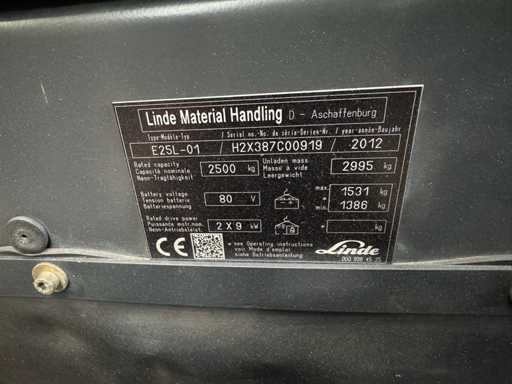 Linde Material Handling D - Aschaffenburg
Type-Modèle-Typ / Serial no.-No. de série-Serien-Nr. / year-année-Baujahr
E25L-01 / H2X387C00919 / 2012
Rated capacity
Capacité nominale
Nenn-Tragfähigkeit
2500 kg
Unladen mass
Masse à vide
Leergewicht
2995 kg
Battery voltage
Tension batterie
Batteriespannung
80 V
max
1531 kg
min
1386 kg
Rated drive power
Puissance motr.nom.
Nenn-Antriebsl.
2 X 9 kW
+ kg
CE
see Operating instructions
voir Mode d'emploi
siehe Betriebsanleitung
Linde